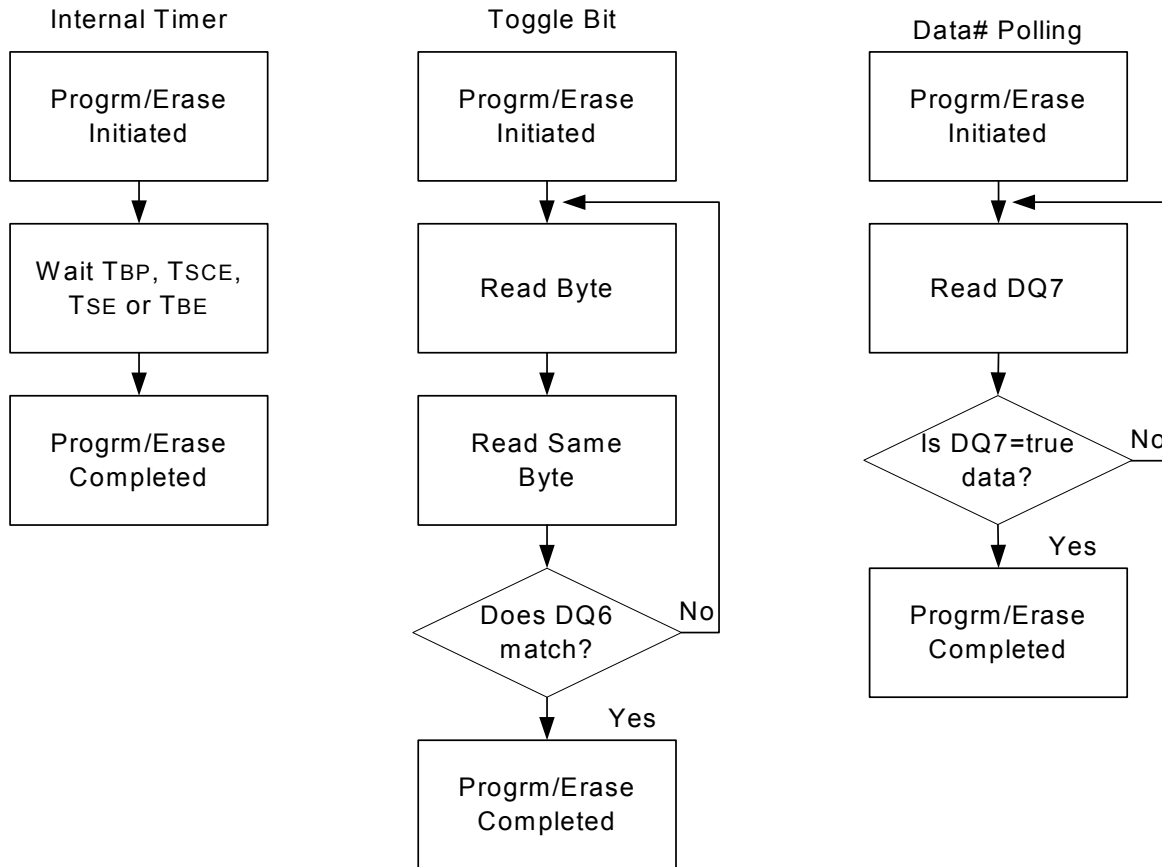 Internal Timer
Progrm/Erase
Initiated
Wait TBP, TSCE,
TSE or TBE
Progrm/Erase
Completed
Toggle Bit
Progrm/Erase
Initiated
Read Byte
Read Same
Byte
Does DQ6
match?
No
Yes
Progrm/Erase
Completed
Data# Polling
Progrm/Erase
Initiated
Read DQ7
Is DQ7=true
data?
No
Yes
Progrm/Erase
Completed